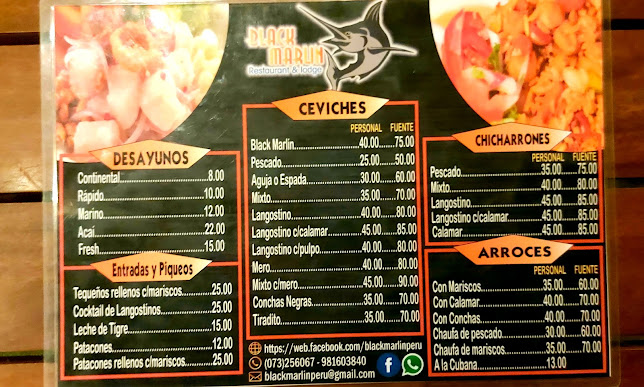 BLACK
MARLIN
Restaurant & lodge
DESAYUNOS
Continental..........8.00
Rápido..........10.00
Marino..........12.00
Acaí..........22.00
Fresh..........15.00
Entradas y Piqueos
Tequeños rellenos c/mariscos..........25.00
Cocktail de Langostinos..........25.00
Leche de Tigre..........15.00
Patacones..........12.00
Patacones rellenos c/mariscos..........25.00
CEVICHES
PERSONAL FUENTE
Black Marlin..........40.00.......75.00
Pescado..........25.00.......50.00
Aguja o Espada..........30.00.......60.00
Mixto..........35.00.......70.00
Langostino..........40.00.......80.00
Langostino c/calamar..........40.00.......80.00
Langostino c/pulpo..........40.00.......80.00
Mero..........40.00.......80.00
Mixto c/mero..........45.00.......90.00
Conchas Negras..........35.00.......70.00
Tiradito..........35.00.......70.00
https://web.facebook.com/blackmarlinperu
(073)256067 - 981603840
blackmarlinperu@gmail.com
CHICHARRONES
PERSONAL FUENTE
Pescado..........35.00.......75.00
Mixto..........40.00.......80.00
Langostino..........45.00.......85.00
Langostino c/calamar..........45.00.......85.00
Calamar..........45.00.......85.00
ARROCES
PERSONAL FUENTE
Con Mariscos..........35.00.......60.00
Con Calamar..........40.00.......70.00
Con Conchas..........40.00.......70.00
Chaufa de pescado..........30.00.......60.00
Chaufa de mariscos..........35.00.......70.00
A la Cubana..........13.00